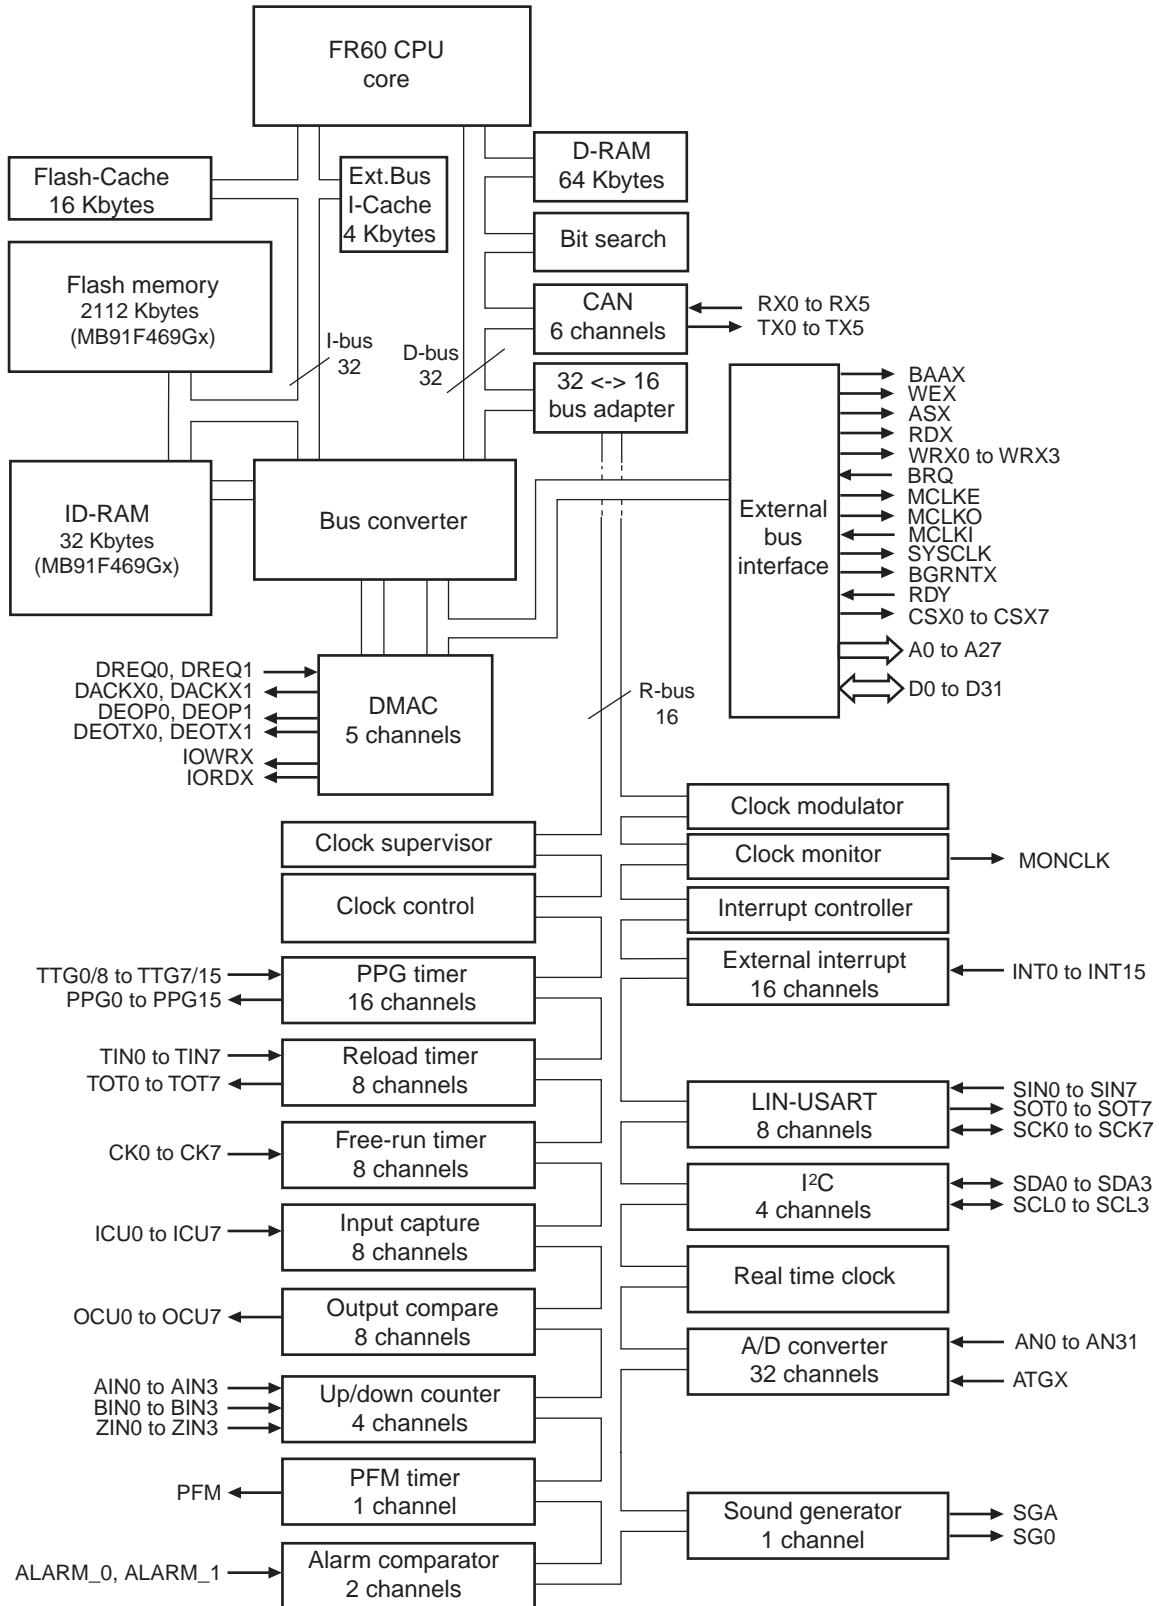 FR60 CPU
core
Flash-Cache
16 Kbytes
Ext.Bus
I-Cache
4 Kbytes
D-RAM
64 Kbytes
Bit search
Flash memory
2112 Kbytes
(MB91F469Gx)
CAN
6 channels
RX0 to RX5
TX0 to TX5
I-bus
32
D-bus
32
32 <-> 16
bus adapter
ID-RAM
32 Kbytes
(MB91F469Gx)
Bus converter
External
bus
interface
BAAX
WEX
ASX
RDX
WRX0 to WRX3
BRQ
MCLKE
MCLKO
MCLKI
SYSCLK
BGRNTX
RDY
CSX0 to CSX7
A0 to A27
D0 to D31
DREQ0, DREQ1
DACKX0, DACKX1
DEOP0, DEOP1
DEOTX0, DEOTX1
IOWRX
IORDX
DMAC
5 channels
R-bus
16
Clock modulator
Clock supervisor
Clock monitor
MONCLK
Clock control
Interrupt controller
TTG0/8 to TTG7/15
PPG0 to PPG15
PPG timer
16 channels
External interrupt
16 channels
INT0 to INT15
TIN0 to TIN7
TOT0 to TOT7
Reload timer
8 channels
LIN-USART
8 channels
SIN0 to SIN7
SOT0 to SOT7
SCK0 to SCK7
CK0 to CK7
Free-run timer
8 channels
I²C
4 channels
SDA0 to SDA3
SCL0 to SCL3
ICU0 to ICU7
Input capture
8 channels
Real time clock
OCU0 to OCU7
Output compare
8 channels
A/D converter
32 channels
AN0 to AN31
ATGX
AIN0 to AIN3
BIN0 to BIN3
ZIN0 to ZIN3
Up/down counter
4 channels
PFM
PFM timer
1 channel
Sound generator
1 channel
SGA
SG0
ALARM_0, ALARM_1
Alarm comparator
2 channels